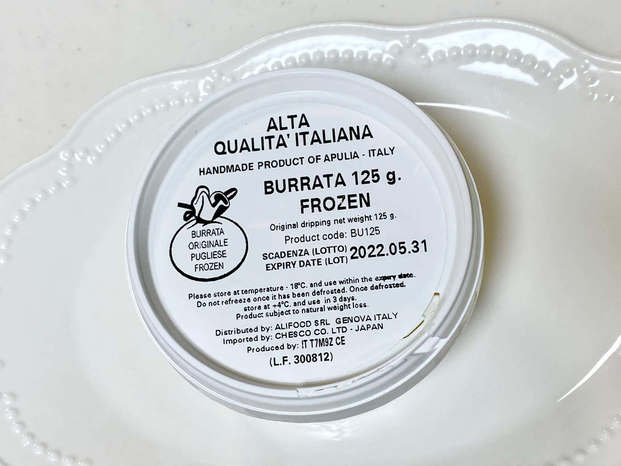 ALTA
QUALITA' ITALIANA
HANDMADE PRODUCT OF APULIA - ITALY
BURRATA 125 g.
FROZEN
Original dripping net weight 125 g.
Product code: BU125
SCADENZA (LOTTO)
EXPIRY DATE (LOT) 2022.05.31
BURRATA
ORIGINALE
PUGLIESE
FROZEN
Please store at temperature - 18°C. and use within the expiry date.
Do not refreeze once it has been defrosted. Once defrosted,
store at +4°C. and use in 3 days.
Product subject to natural weight loss.
Distributed by: ALIFOOD SRL GENOVA ITALY
Imported by: CHESCO CO. LTD - JAPAN
Produced by: IT T7M9Z CE
(L.F. 300812)